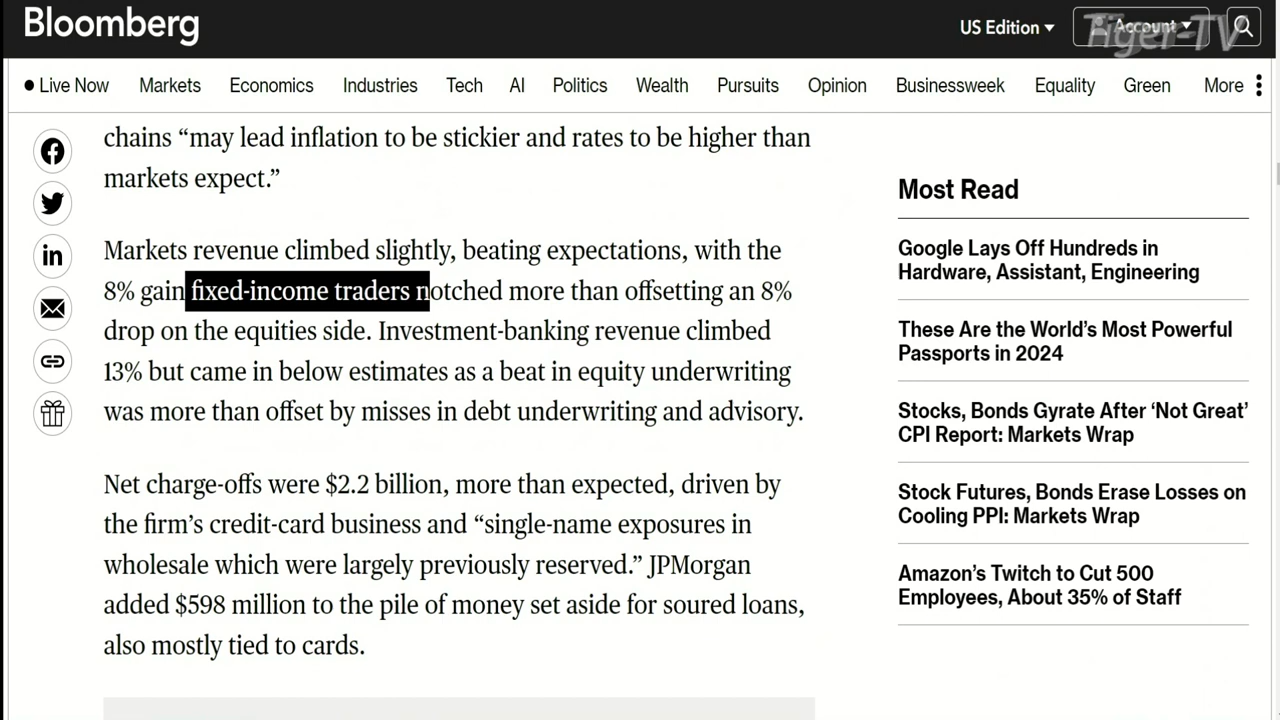 Bloomberg
US Edition
Account
Tiger-TV
Live Now Markets Economics Industries Tech AI Politics Wealth Pursuits Opinion Businessweek Equality Green More
chains “may lead inflation to be stickier and rates to be higher than
markets expect.”
Markets revenue climbed slightly, beating expectations, with the
8% gain fixed-income traders notched more than offsetting an 8%
drop on the equities side. Investment-banking revenue climbed
13% but came in below estimates as a beat in equity underwriting
was more than offset by misses in debt underwriting and advisory.
Net charge-offs were $2.2 billion, more than expected, driven by
the firm’s credit-card business and “single-name exposures in
wholesale which were largely previously reserved.” JPMorgan
added $598 million to the pile of money set aside for soured loans,
also mostly tied to cards.
Most Read
Google Lays Off Hundreds in
Hardware, Assistant, Engineering
These Are the World’s Most Powerful
Passports in 2024
Stocks, Bonds Gyrate After ‘Not Great’
CPI Report: Markets Wrap
Stock Futures, Bonds Erase Losses on
Cooling PPI: Markets Wrap
Amazon’s Twitch to Cut 500
Employees, About 35% of Staff